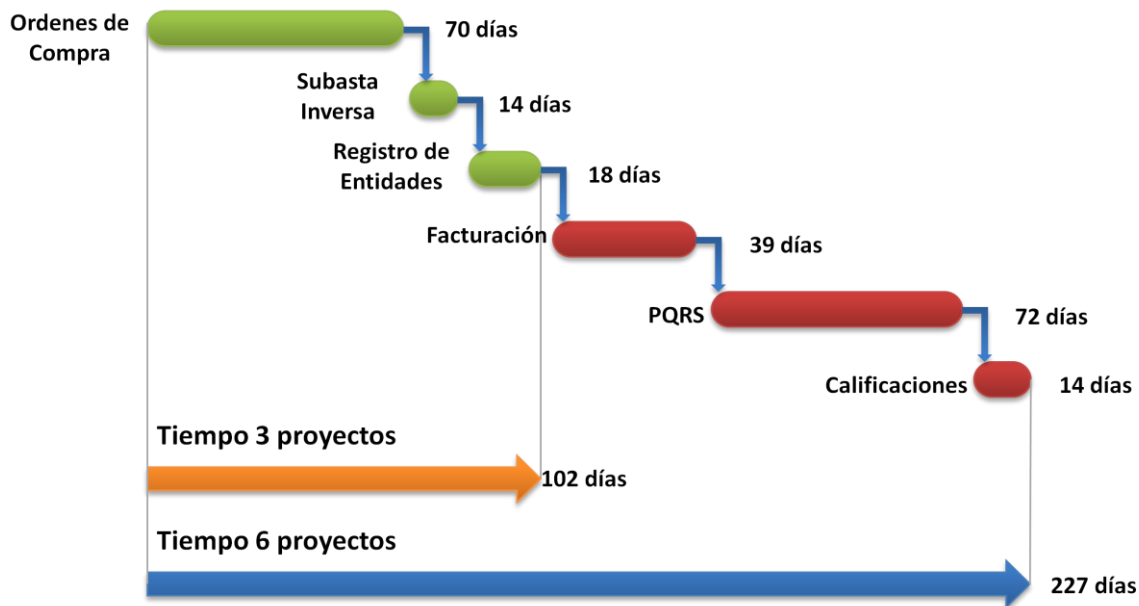 Ordenes de
Compra
70 días
Subasta
Inversa
14 días
Registro de
Entidades
18 días
Facturación
39 días
PQRS
72 días
Calificaciones
14 días
Tiempo 3 proyectos
102 días
Tiempo 6 proyectos
227 días